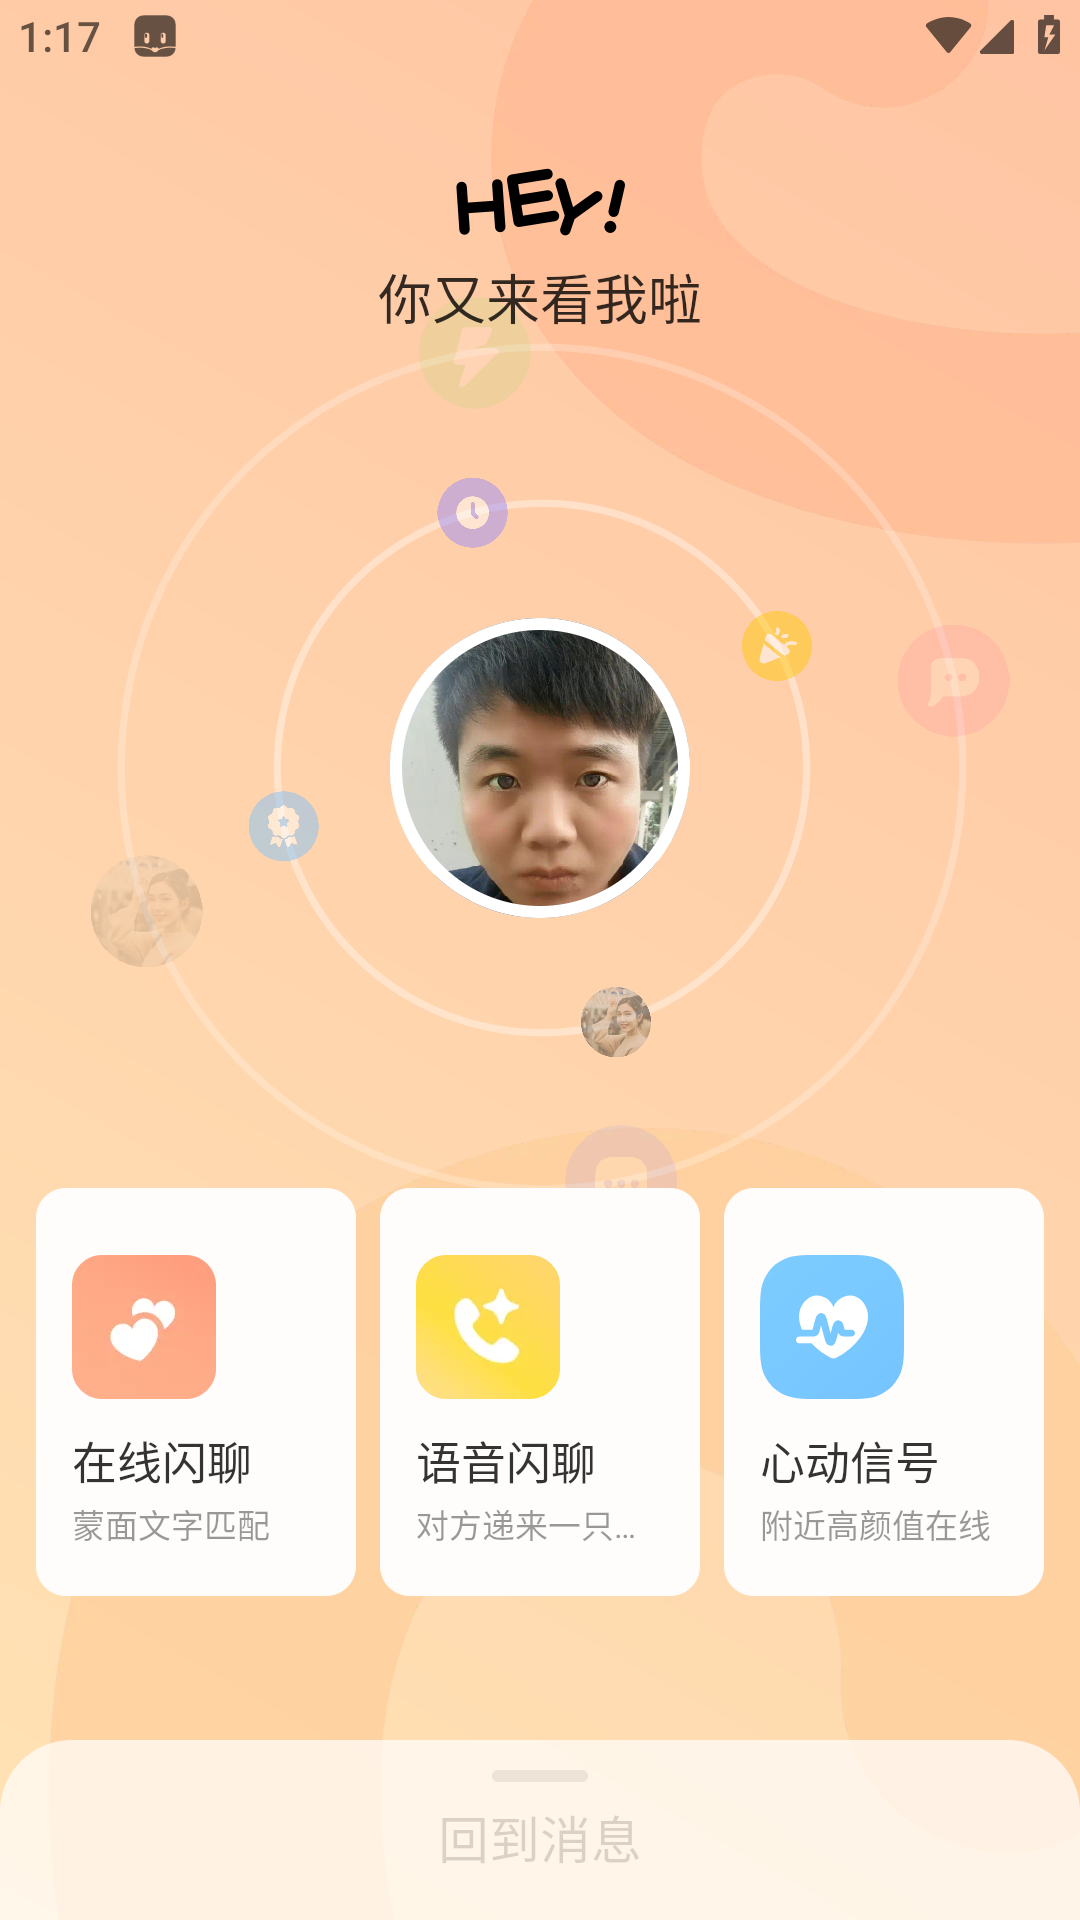 1:17
HEY!
你又来看我啦
在线闪聊
蒙面文字匹配
语音闪聊
对方递来一只...
心动信号
附近高颜值在线
回到消息